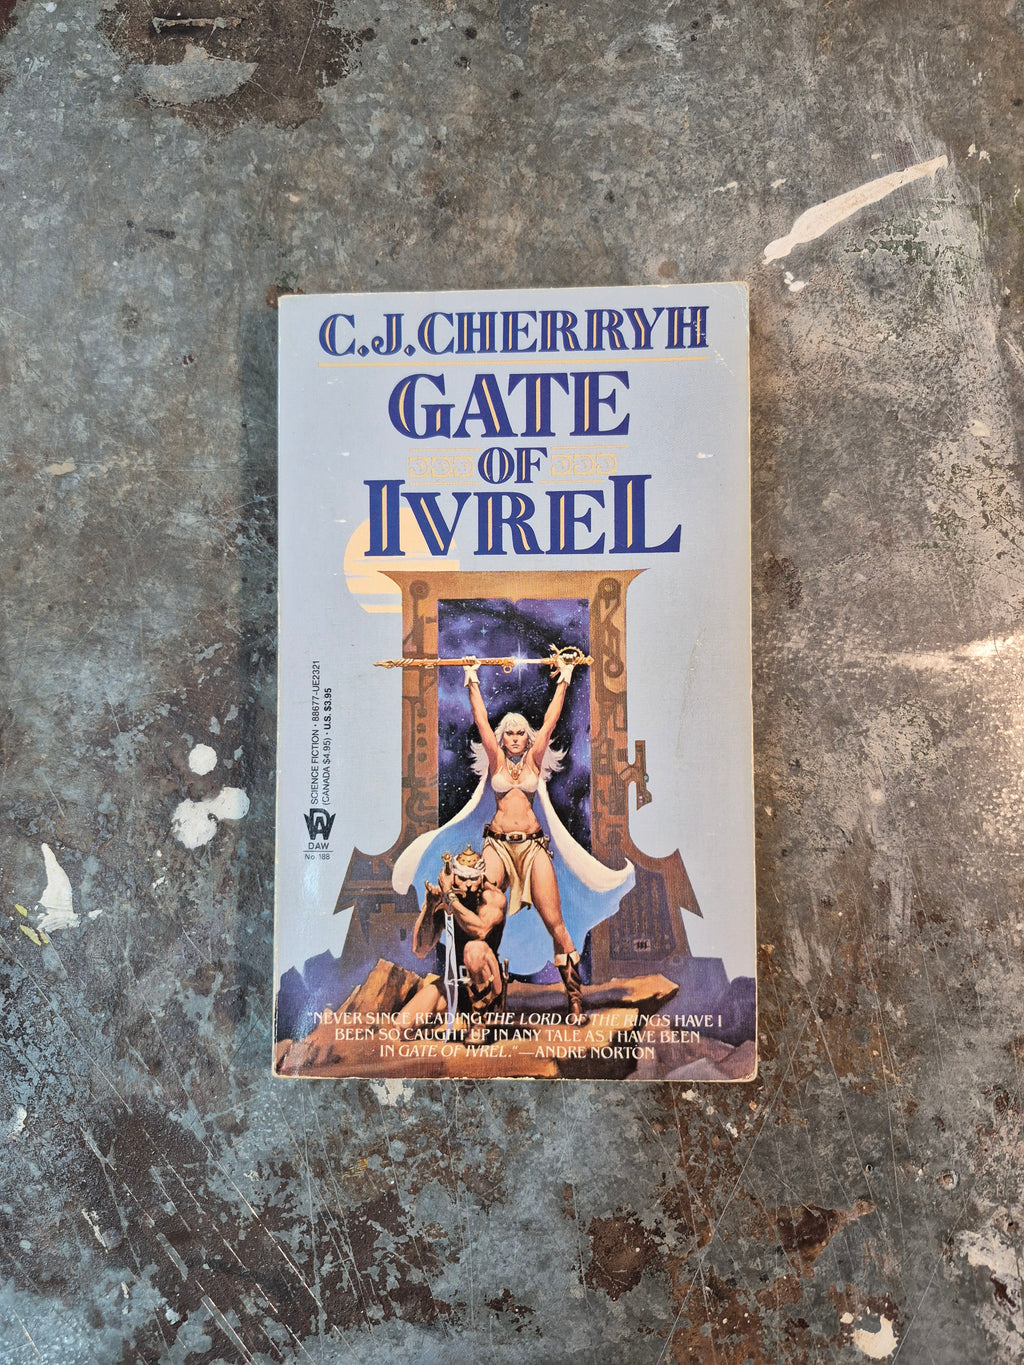 C.J.CHERRYH
GATE
OF
IVREL
SCIENCE FICTION · 88677-UE2321
(CANADA $4.95) · U.S. $3.95
DAW
No. 188
"NEVER SINCE READING THE LORD OF THE RINGS HAVE I
BEEN SO CAUGHT UP IN ANY TALE AS I HAVE BEEN
IN GATE OF IVREL."—ANDRE NORTON